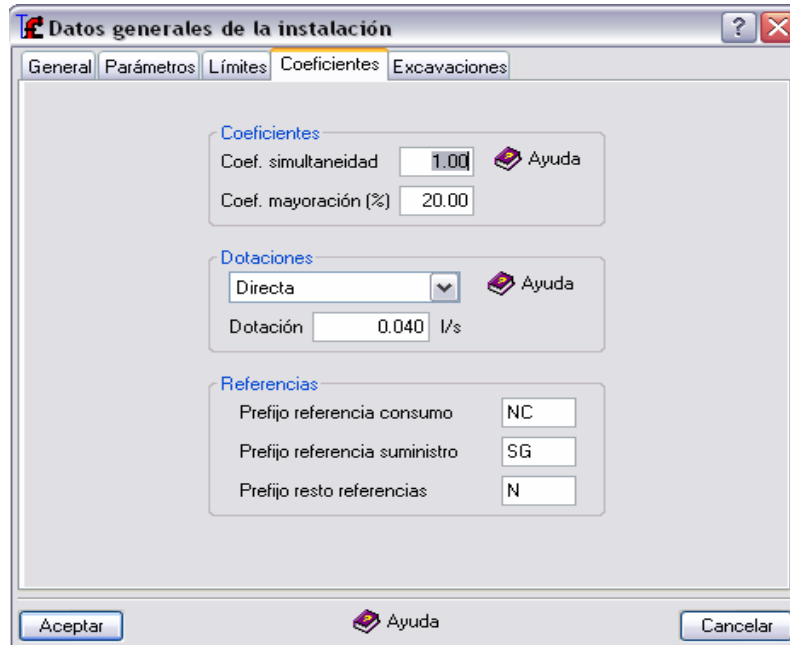 Datos generales de la instalación
General Parámetros Límites Coeficientes Excavaciones
Coeficientes
Coef. simultaneidad 1.00 Ayuda
Coef. mayoración (%) 20.00
Dotaciones
Directa Ayuda
Dotación 0.040 l/s
Referencias
Prefijo referencia consumo NC
Prefijo referencia suministro SG
Prefijo resto referencias N
Aceptar Ayuda Cancelar